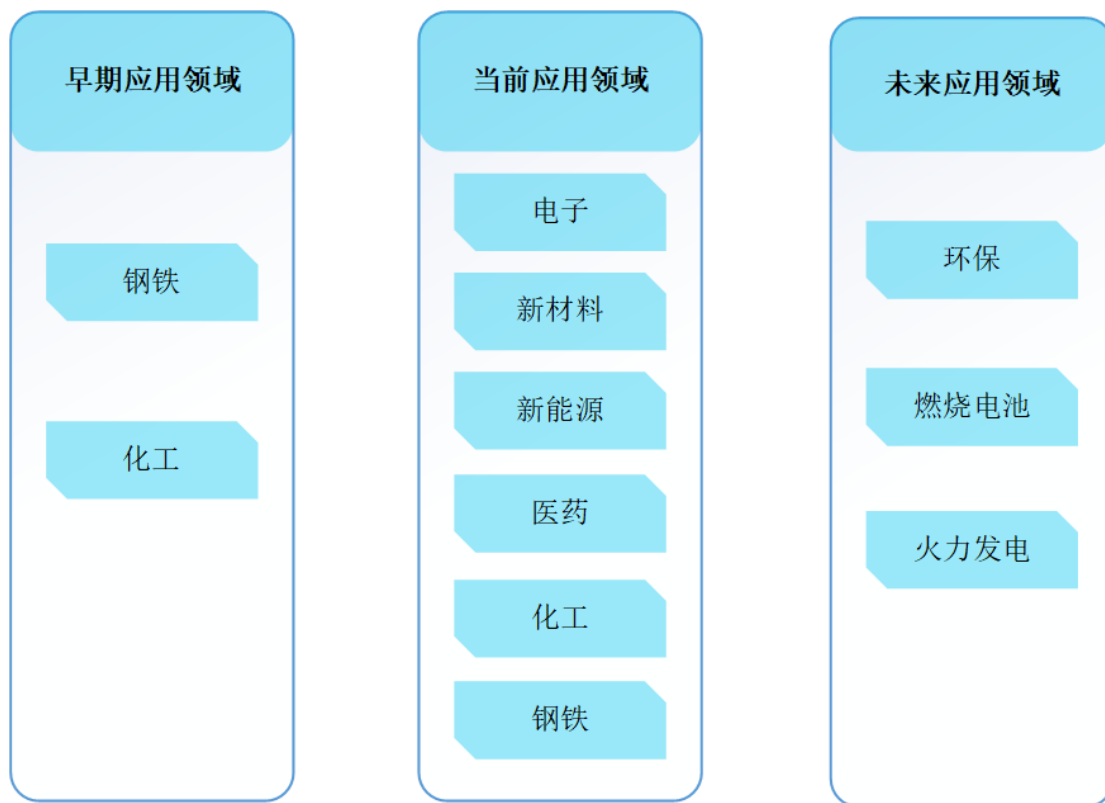 早期应用领域
钢铁
化工
当前应用领域
电子
新材料
新能源
医药
化工
钢铁
未来应用领域
环保
燃烧电池
火力发电